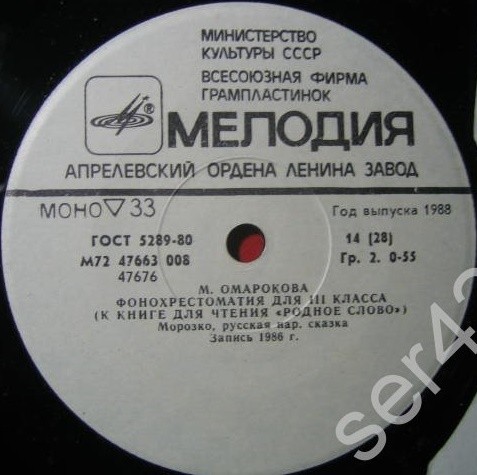 МИНИСТЕРСТВО
КУЛЬТУРЫ СССР
ВСЕСОЮЗНАЯ ФИРМА
ГРАМПЛАСТИНОК
®
МЕЛОДИЯ
АПРЕЛЕВСКИЙ ОРДЕНА ЛЕНИНА ЗАВОД
МОНО ▽ 33
Год выпуска 1988
ГОСТ 5289-80
14 (28)
М72 47663 008
Гр. 2. 0-55
47676
М. ОМАРОКОВА
ФОНОХРЕСТОМАТИЯ ДЛЯ III КЛАССА
(К КНИГЕ ДЛЯ ЧТЕНИЯ «РОДНОЕ СЛОВО»)
Морозко, русская нар. сказка
Запись 1986 г.